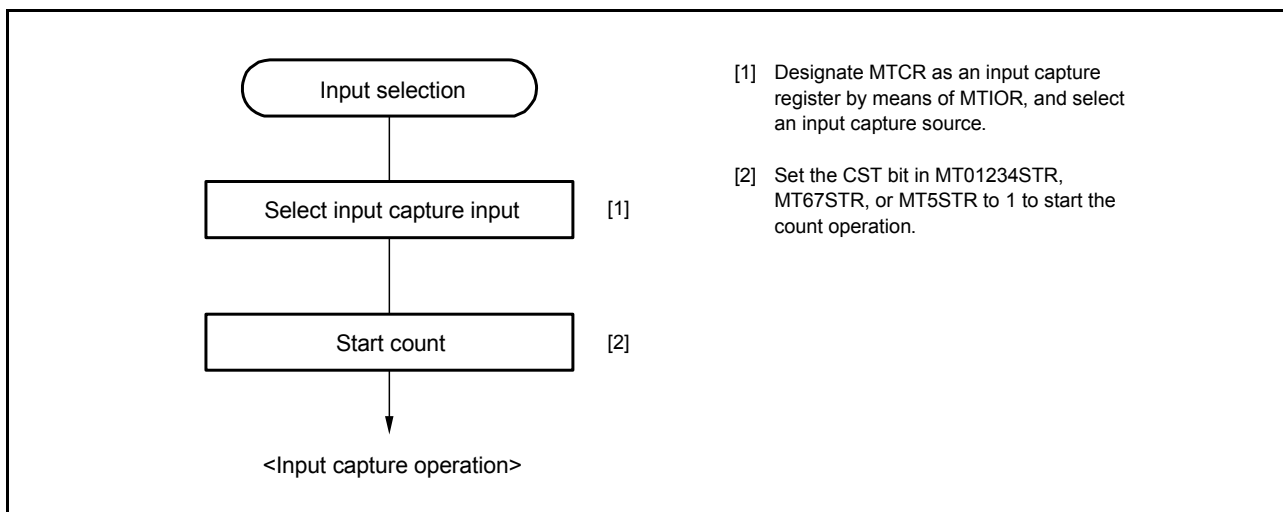 Input selection
Select input capture input
[1]
Start count
[2]
<Input capture operation>
[1] Designate MTCR as an input capture
register by means of MTIOR, and select
an input capture source.
[2] Set the CST bit in MT01234STR,
MT67STR, or MT5STR to 1 to start the
count operation.